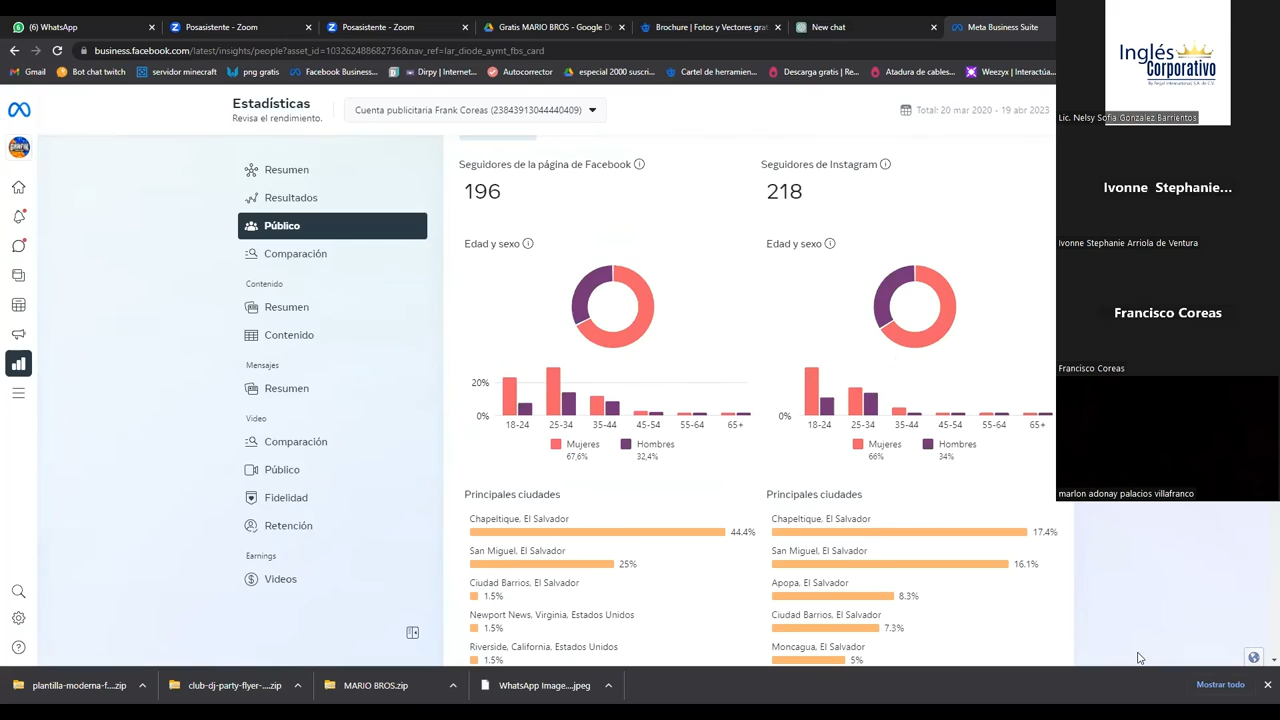 (1) WhatsApp
Posasistente - Zoom
Posasistente - Zoom
Gratis MARIO BROS - Google Dr
Brochure | Fotos y Vectores grat
New chat
Meta Business Suite
business.facebook.com/latest/insights/people?asset_id=103262488682736&nav_ref=lar_diode_aymt_fbs_card
Gmail
Bot chat twitch
servidor minecraft
png gratis
Facebook Business...
Dirpy | Internet...
Autocorrector
especial 2000 suscri...
Cartel de herramien...
Descarga gratis | Re...
Atadura de cables...
Weezyx | Interactúa...
Estadísticas
Revisa el rendimiento.
Cuenta publicitaria Frank Coreas (23843913044440409)
Total: 20 mar 2020 - 19 abr 2023
Resumen
Resultados
Público
Comparación
Contenido
Resumen
Contenido
Mensajes
Resumen
Video
Comparación
Público
Fidelidad
Retención
Earnings
Videos
Seguidores de la página de Facebook
196
Edad y sexo
20%
0%
18-24 25-34 35-44 45-54 55-64 65+
Mujeres
67,6%
Hombres
32,4%
Principales ciudades
Chapeltique, El Salvador
44.4%
San Miguel, El Salvador
25%
Ciudad Barrios, El Salvador
1.5%
Newport News, Virginia, Estados Unidos
1.5%
Riverside, California, Estados Unidos
1.5%
Seguidores de Instagram
218
Edad y sexo
0%
18-24 25-34 35-44 45-54 55-64 65+
Mujeres
66%
Hombres
34%
Principales ciudades
Chapeltique, El Salvador
17.4%
San Miguel, El Salvador
16.1%
Apopa, El Salvador
8.3%
Ciudad Barrios, El Salvador
7.3%
Moncagua, El Salvador
5%
Inglés
Corporativo
Lic. Nelsy Sofia Gonzalez Barrientos
Ivonne Stephanie...
Ivonne Stephanie Arriola de Ventura
Francisco Coreas
Francisco Coreas
marlon adonay palacios villafranco
plantilla-moderna-f....zip
club-dj-party-flyer-....zip
MARIO BROS.zip
WhatsApp Image....jpeg
Mostrar todo